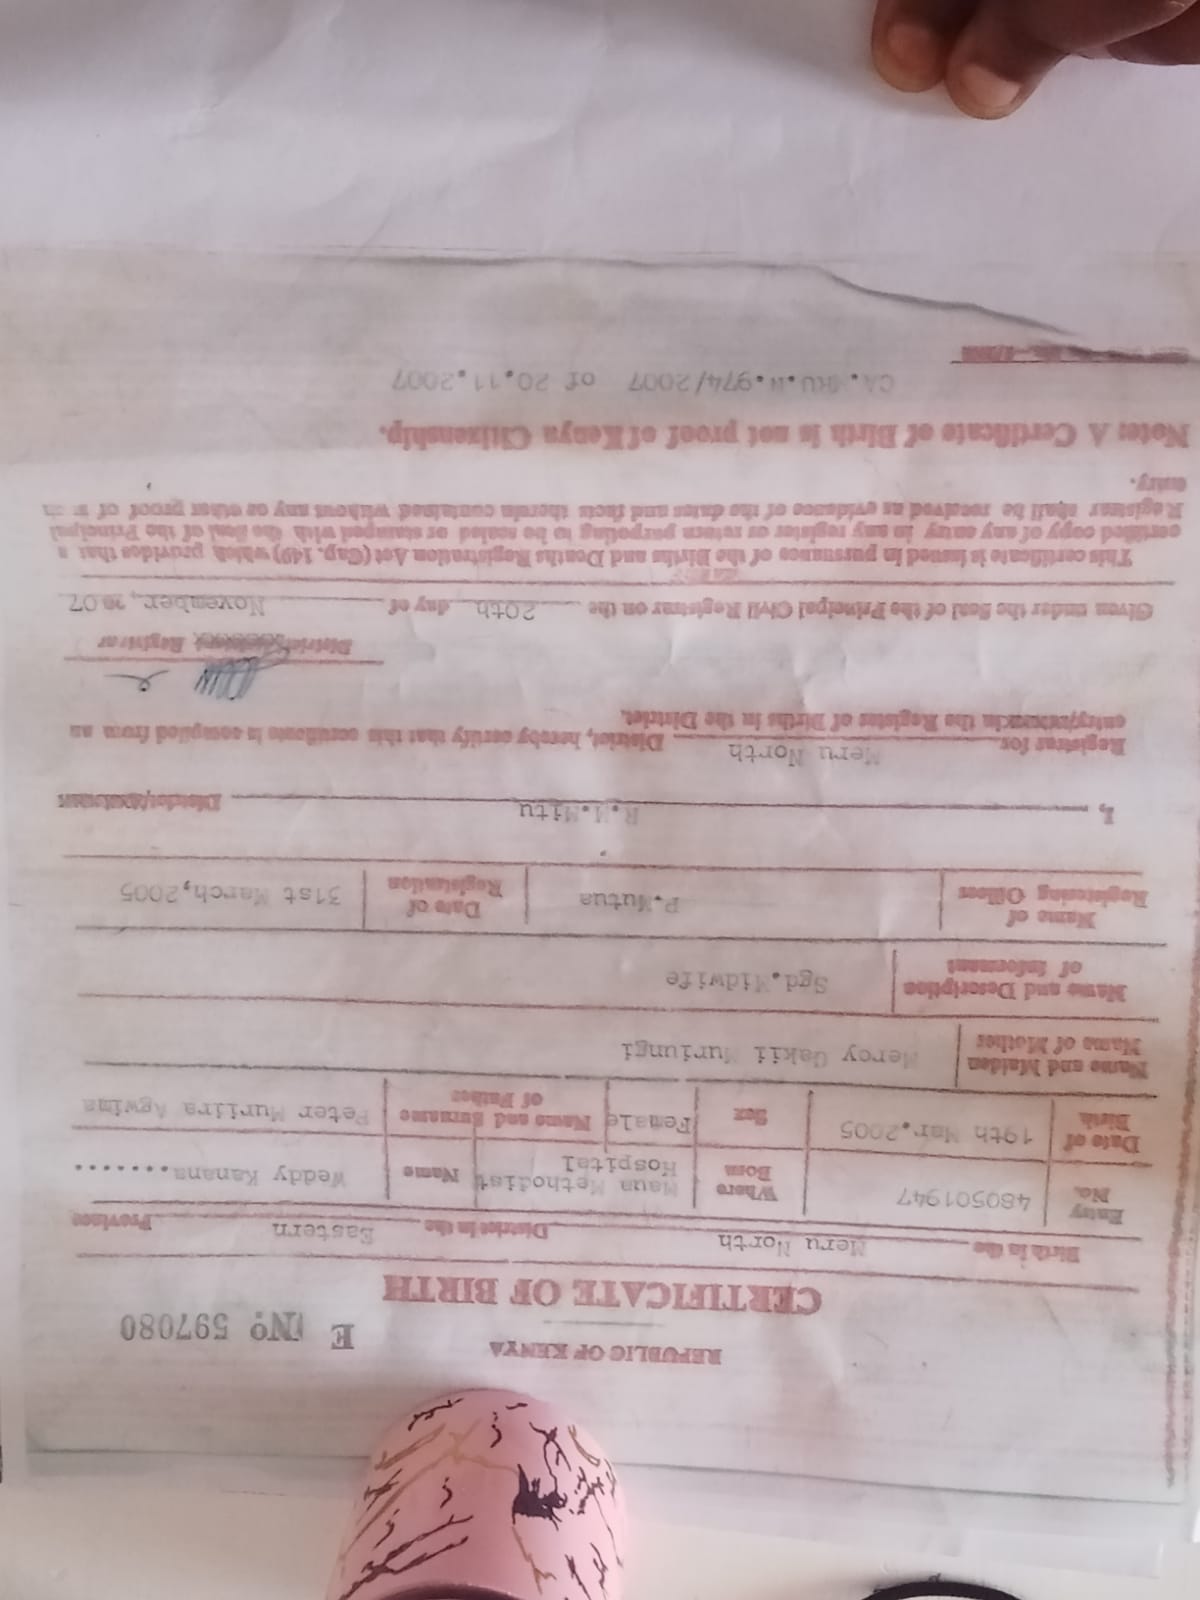 REPUBLIC OF KENYA
E No 597080
CERTIFICATE OF BIRTH
Birth in the Meru North District in the Eastern Province
Entry No. 480501947 Where Born Maua Methodist Hospital Name Weddy Kanana.......
Date of Birth 19th Mar.2005 Sex Female Name and Surname of Father Peter Muriira Agwima
Name and Maiden Name of Mother Mercy Gakii Muriungi
Name and Description of Informant Sgd.Midwife
Name of Registering Officer P.Mutua Date of Registration 31st March,2005
I, R.M.Mitu District/
Registrar for Meru North District, hereby certify that this certificate is compiled from an
entry/ in the Register of Births in the District.
District Registrar
Given under the Seal of the Principal Civil Registrar on the 20th day of November, 2007
This certificate is issued in pursuance of the Births and Deaths Registration Act (Cap. 149) which provides that a
certified copy of any entry in any register or return purpoting to be sealed or stamped with the Seal of the Principal
Registrar shall be received as evidence of the dates and facts therein contained without any or other proof of such
entry.
Note: A Certificate of Birth is not proof of Kenya Citizenship.
CA.MRU.N.974/2007 of 20.11.2007